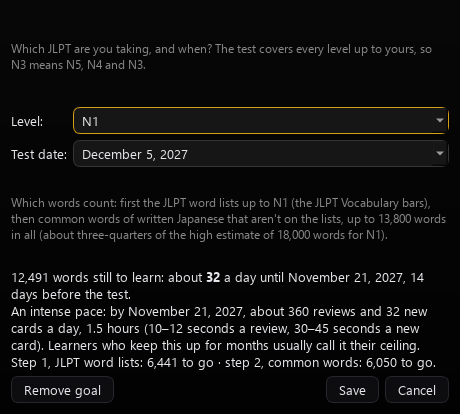 Which JLPT are you taking, and when? The test covers every level up to yours, so
N3 means N5, N4 and N3.
Level:
N1
Test date:
December 5, 2027
Which words count: first the JLPT word lists up to N1 (the JLPT Vocabulary bars),
then common words of written Japanese that aren't on the lists, up to 13,800 words
in all (about three-quarters of the high estimate of 18,000 words for N1).
12,491 words still to learn: about 32 a day until November 21, 2027, 14
days before the test.
An intense pace: by November 21, 2027, about 360 reviews and 32 new
cards a day, 1.5 hours (10–12 seconds a review, 30–45 seconds a new
card). Learners who keep this up for months usually call it their ceiling.
Step 1, JLPT word lists: 6,441 to go · step 2, common words: 6,050 to go.
Remove goal
Save
Cancel